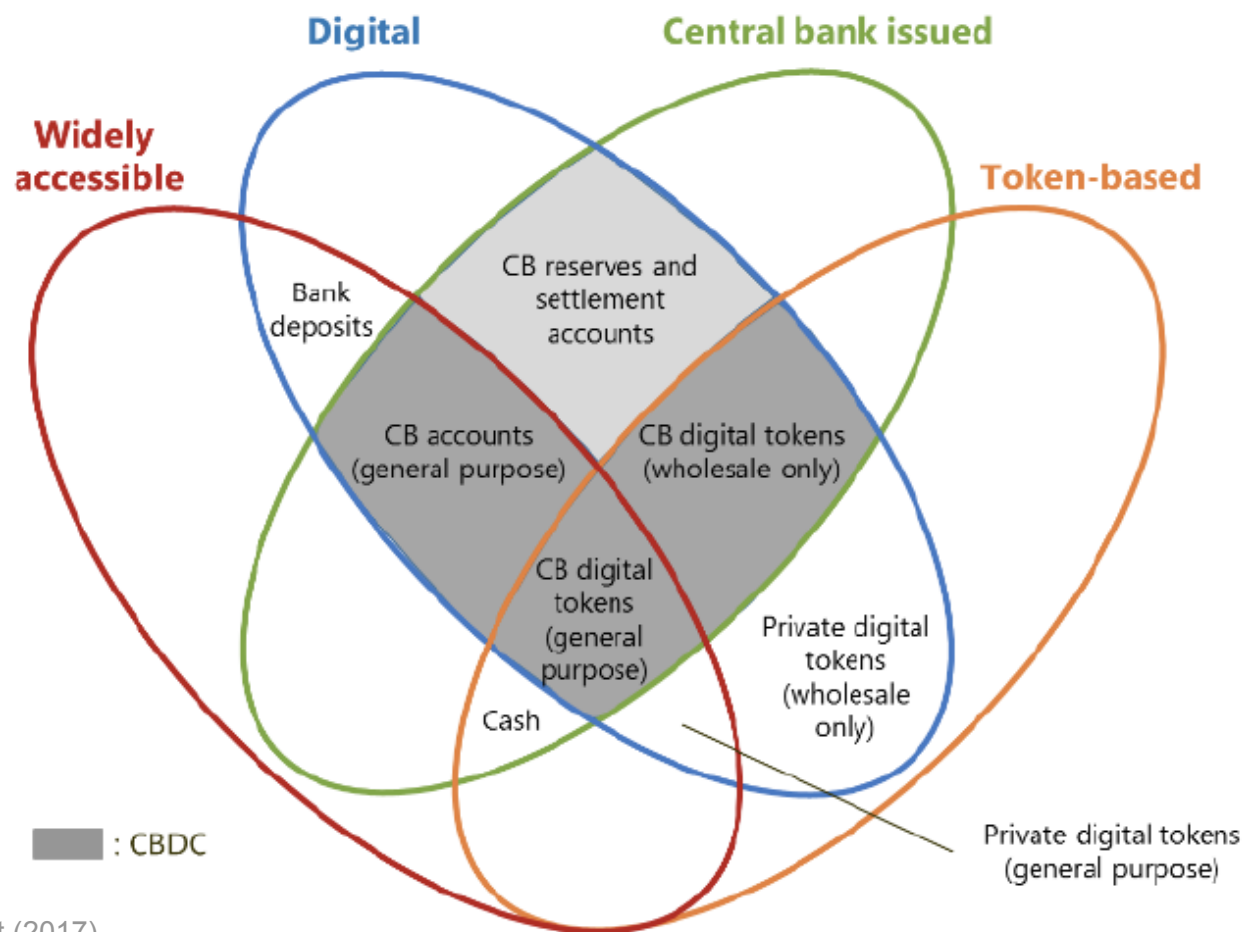 Digital
Central bank issued
Widely
accessible
Token-based
CB reserves and
settlement
accounts
Bank
deposits
CB accounts
(general purpose)
CB digital tokens
(wholesale only)
CB digital
tokens
(general
purpose)
Private digital
tokens
(wholesale
only)
Cash
: CBDC
Private digital tokens
(general purpose)
(2017)